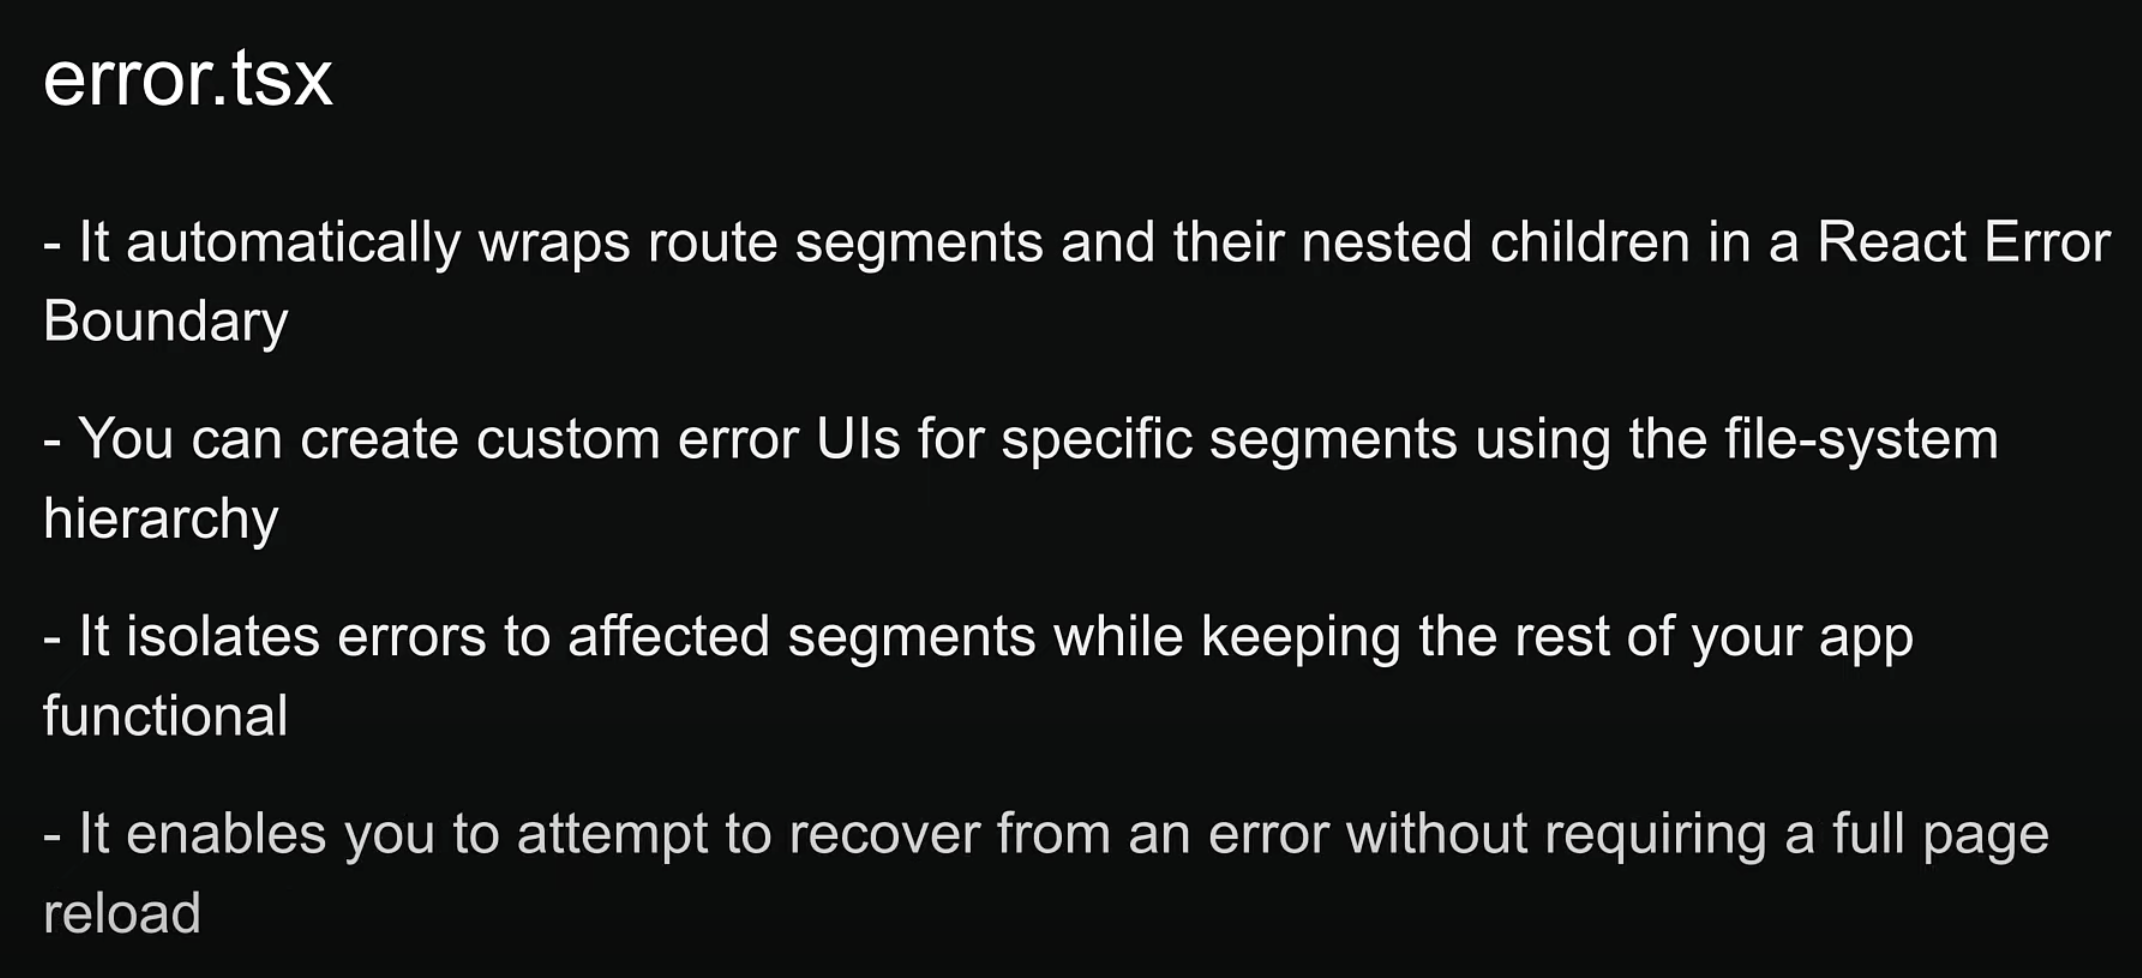 error.tsx
- It automatically wraps route segments and their nested children in a React Error
Boundary
- You can create custom error UIs for specific segments using the file-system
hierarchy
- It isolates errors to affected segments while keeping the rest of your app
functional
- It enables you to attempt to recover from an error without requiring a full page
reload